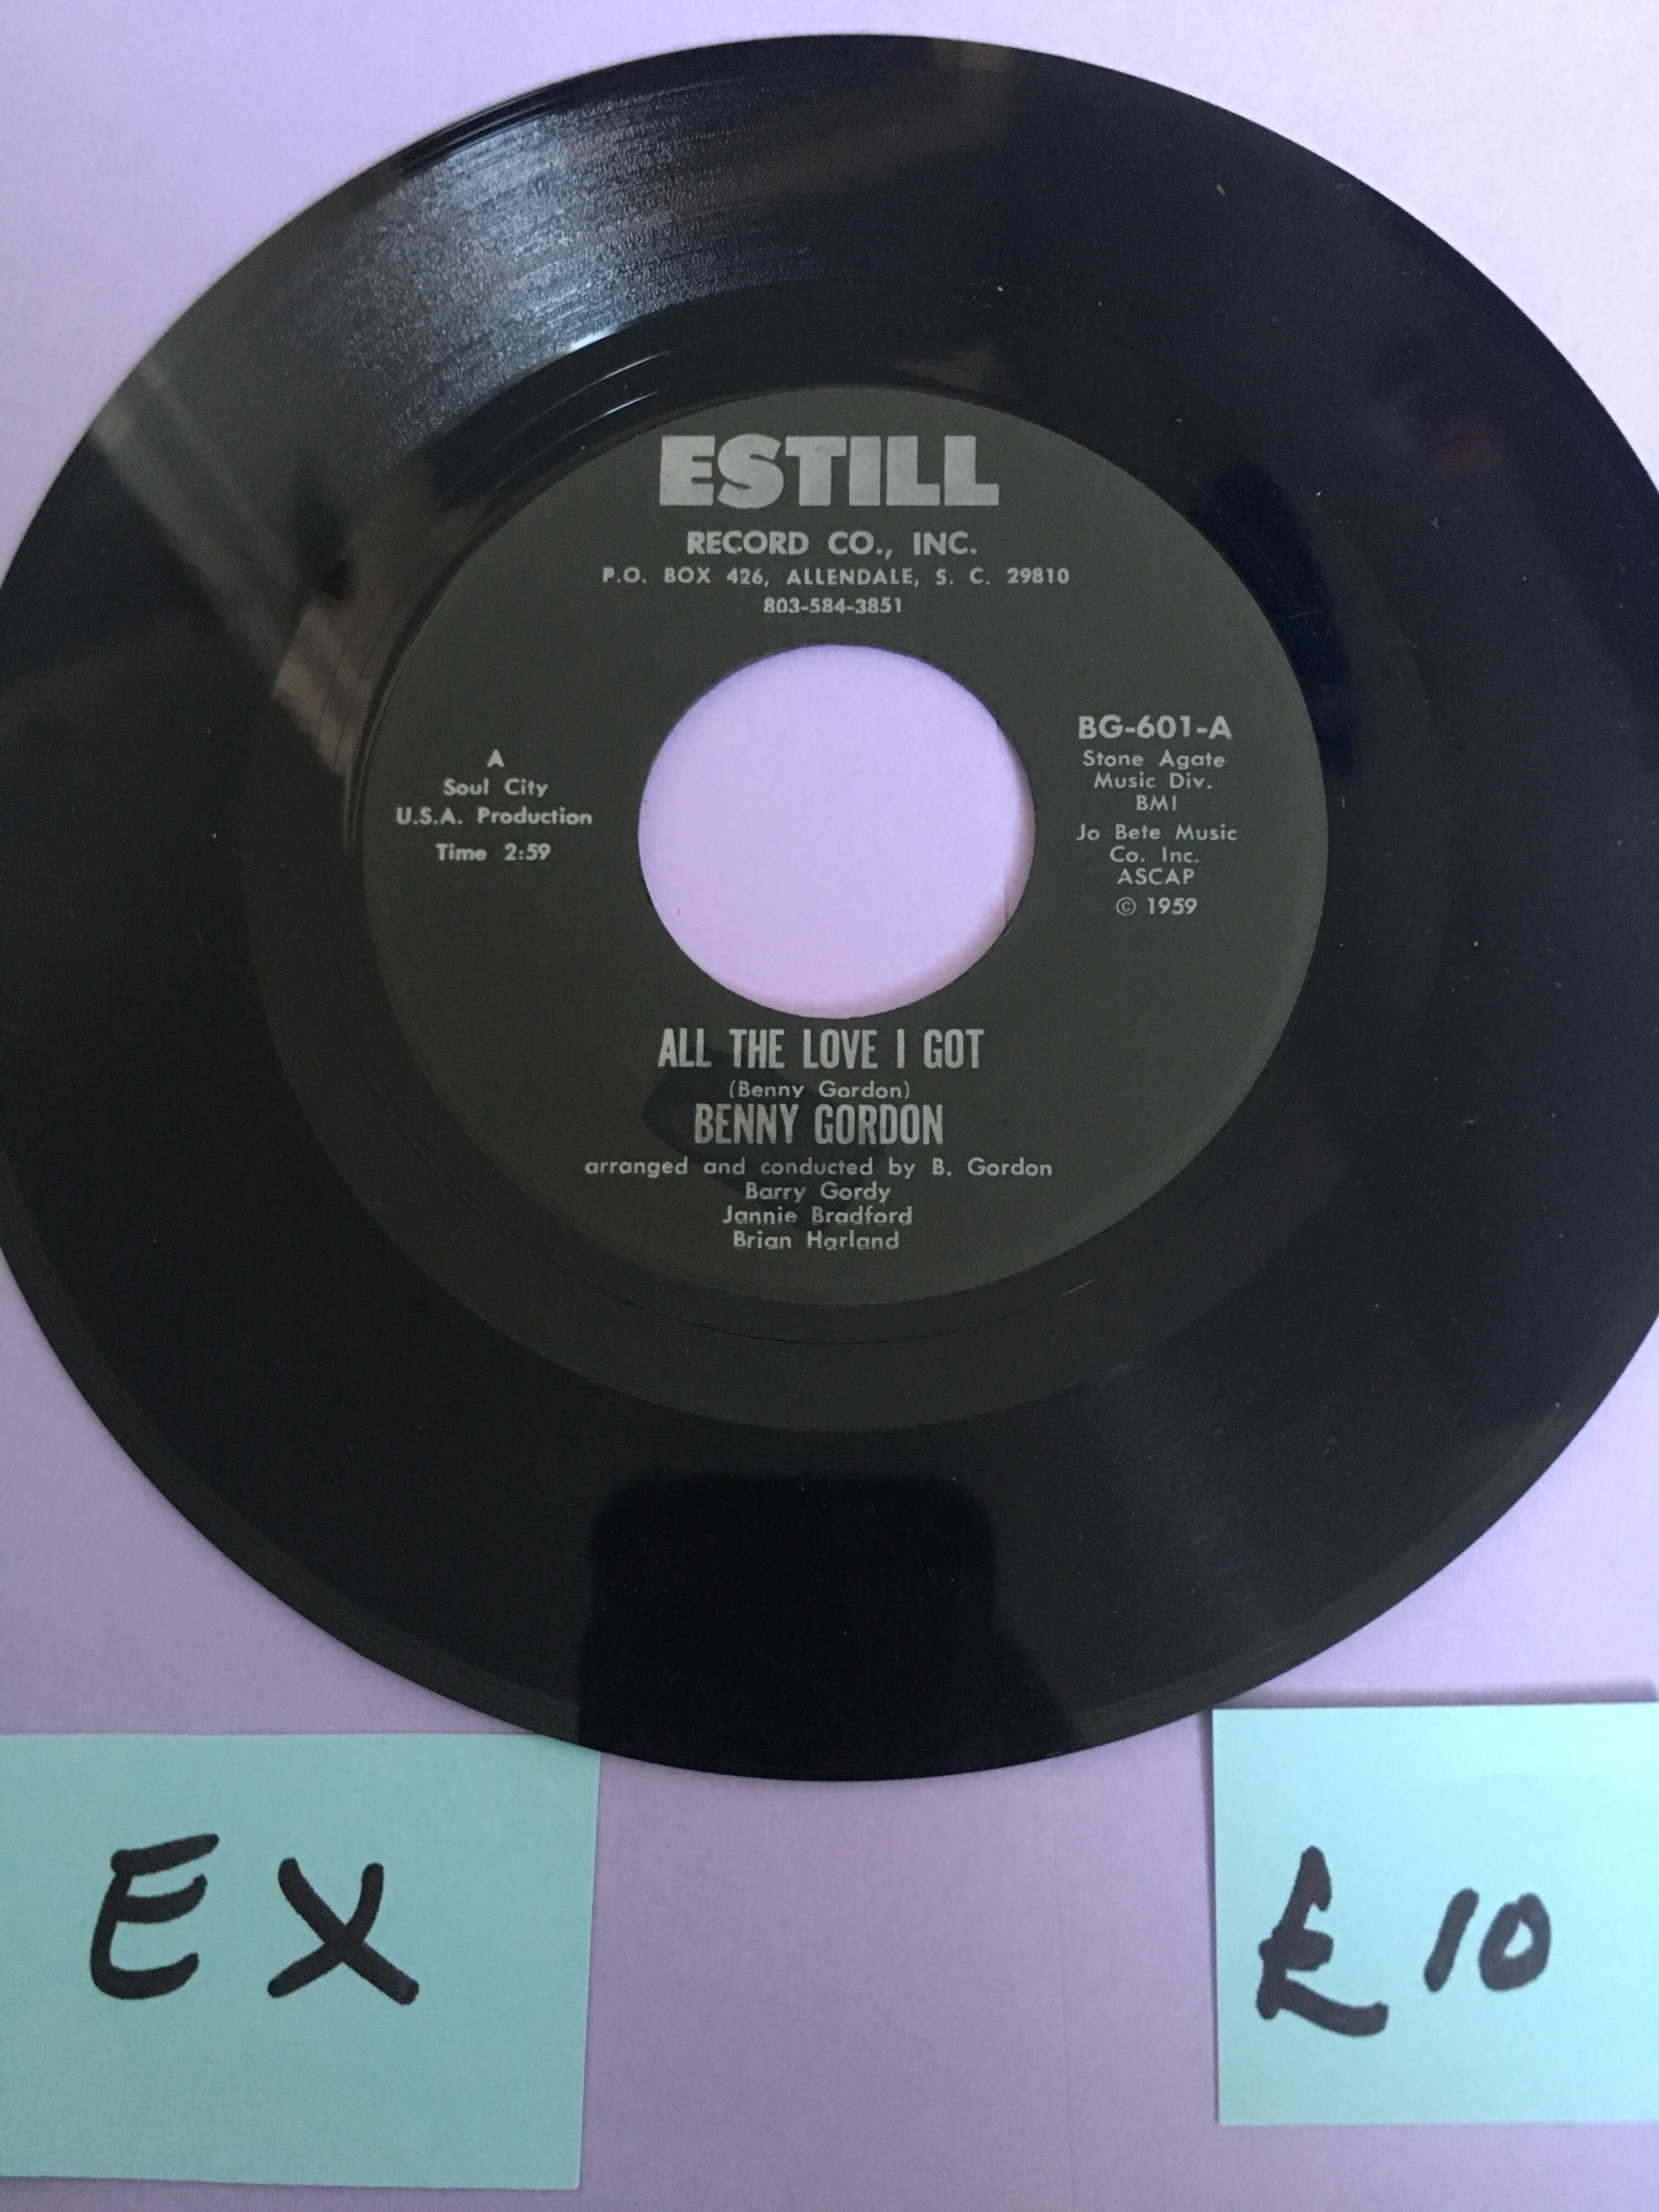 ESTILL
RECORD CO., INC.
P.O. BOX 426, ALLENDALE, S. C. 29810
803-584-3851
A
Soul City
U.S.A. Production
Time 2:59
BG-601-A
Stone Agate
Music Div.
BMI
Jo Bete Music
Co. Inc.
ASCAP
© 1959
ALL THE LOVE I GOT
(Benny Gordon)
BENNY GORDON
arranged and conducted by B. Gordon
Barry Gordy
Jannie Bradford
Brian Harland
EX
£10